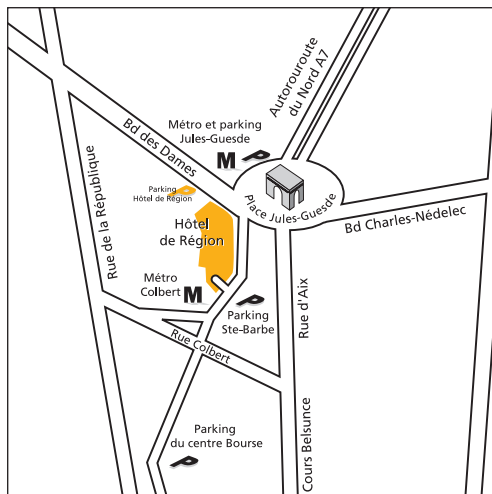 Autorouroute
du Nord A7
Métro et parking
Jules-Guesde
M P
Bd des Dames
Rue de la République
Parking
Hôtel de Région
P
Place Jules-Guesde
Bd Charles-Nédelec
Hôtel
de Région
Métro
Colbert
M
P
Parking
Ste-Barbe
Rue d'Aix
Rue Colbert
Cours Belsunce
Parking
du centre Bourse
P